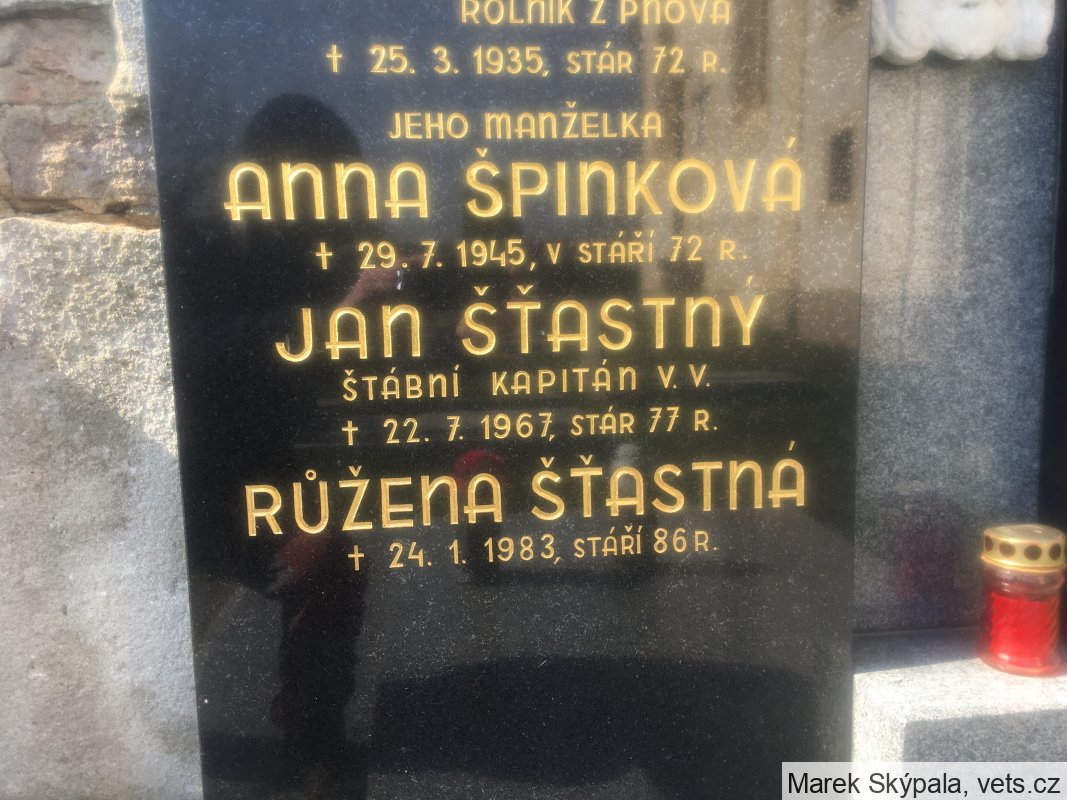 ROLNÍK Z PŇOVA
† 25. 3. 1935, STÁR 72 R.
JEHO MANŽELKA
ANNA ŠPINKOVÁ
† 29. 7. 1945, V STÁŘÍ 72 R.
JAN ŠŤASTNÝ
ŠTÁBNÍ KAPITÁN V. V.
† 22. 7. 1967, STÁR 77 R.
RŮŽENA ŠŤASTNÁ
† 24. 1. 1983, STÁŘÍ 86 R.
Marek Skýpala, vets.cz